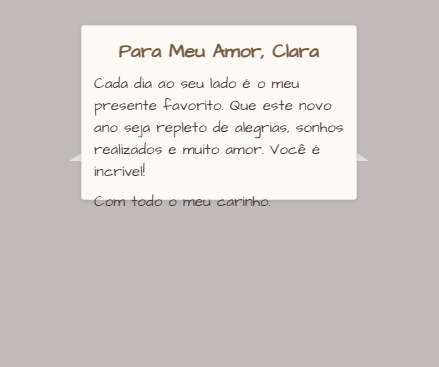 Para Meu Amor, Clara
Cada dia ao seu lado é o meu
presente favorito. Que este novo
ano seja repleto de alegrias, sonhos
realizados e muito amor. Você é
incrível!
Com todo o meu carinho.